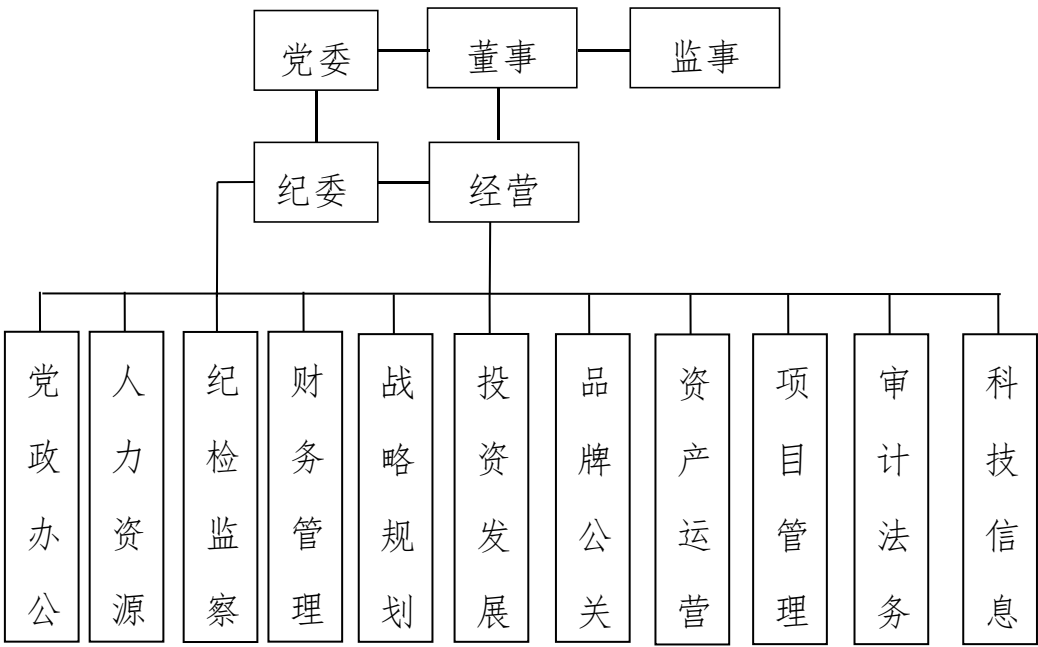 党委
董事
监事
纪委
经营
党政办公
人力资源
纪检监察
财务管理
战略规划
投资发展
品牌公关
资产运营
项目管理
审计法务
科技信息